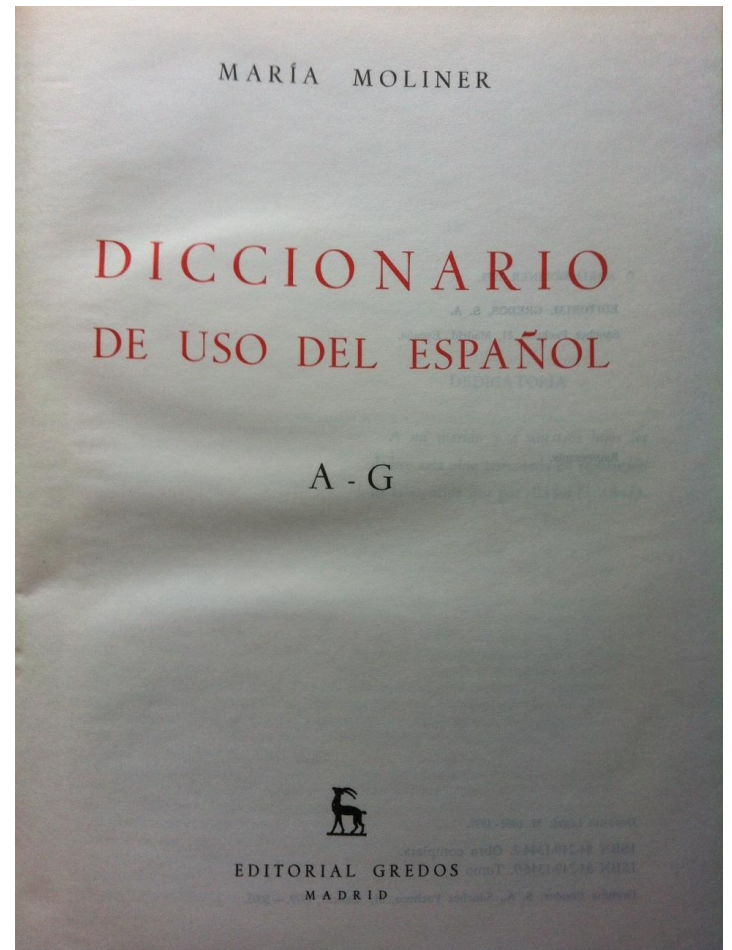 MARÍA MOLINER
DICCIONARIO
DE USO DEL ESPAÑOL
A - G
EDITORIAL GREDOS
MADRID